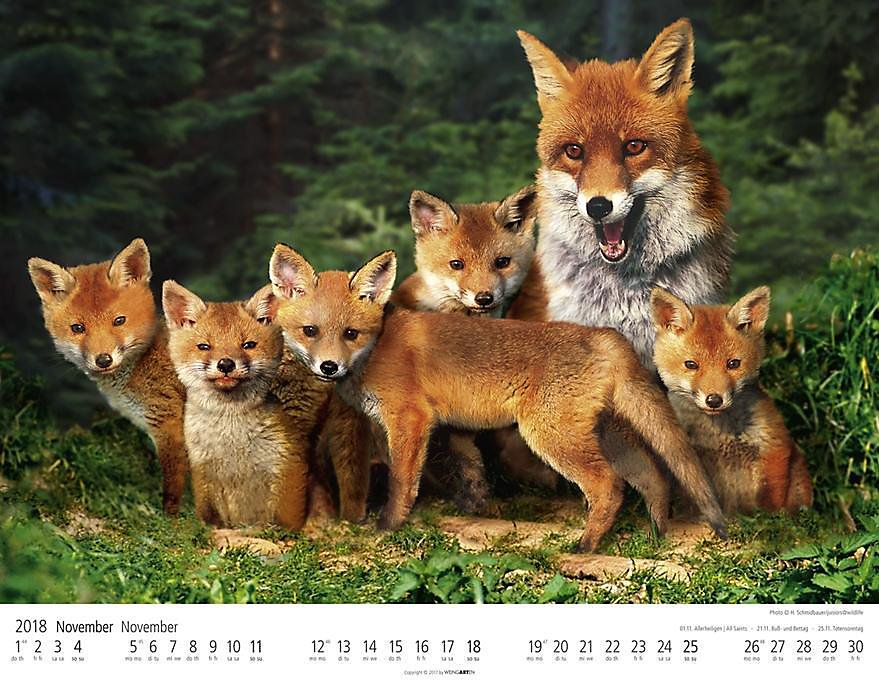 Photo © H. Schmidbauer/juniors@wildlife
2018 November November
01.11. Allerheiligen | All Saints - 21.11. Buß- und Bettag - 25.11. Totensonntag
1 44 2 3 4 5 45 6 7 8 9 10 11 12 46 13 14 15 16 17 18 19 47 20 21 22 23 24 25 26 48 27 28 29 30
do th fr fr sa sa so su mo mo di tu mi we do th fr fr sa sa so su mo mo di tu mi we do th fr fr sa sa so su mo mo di tu mi we do th fr fr sa sa so su mo mo di tu mi we do th fr fr
Copyright © 2017 by WEINGARTEN